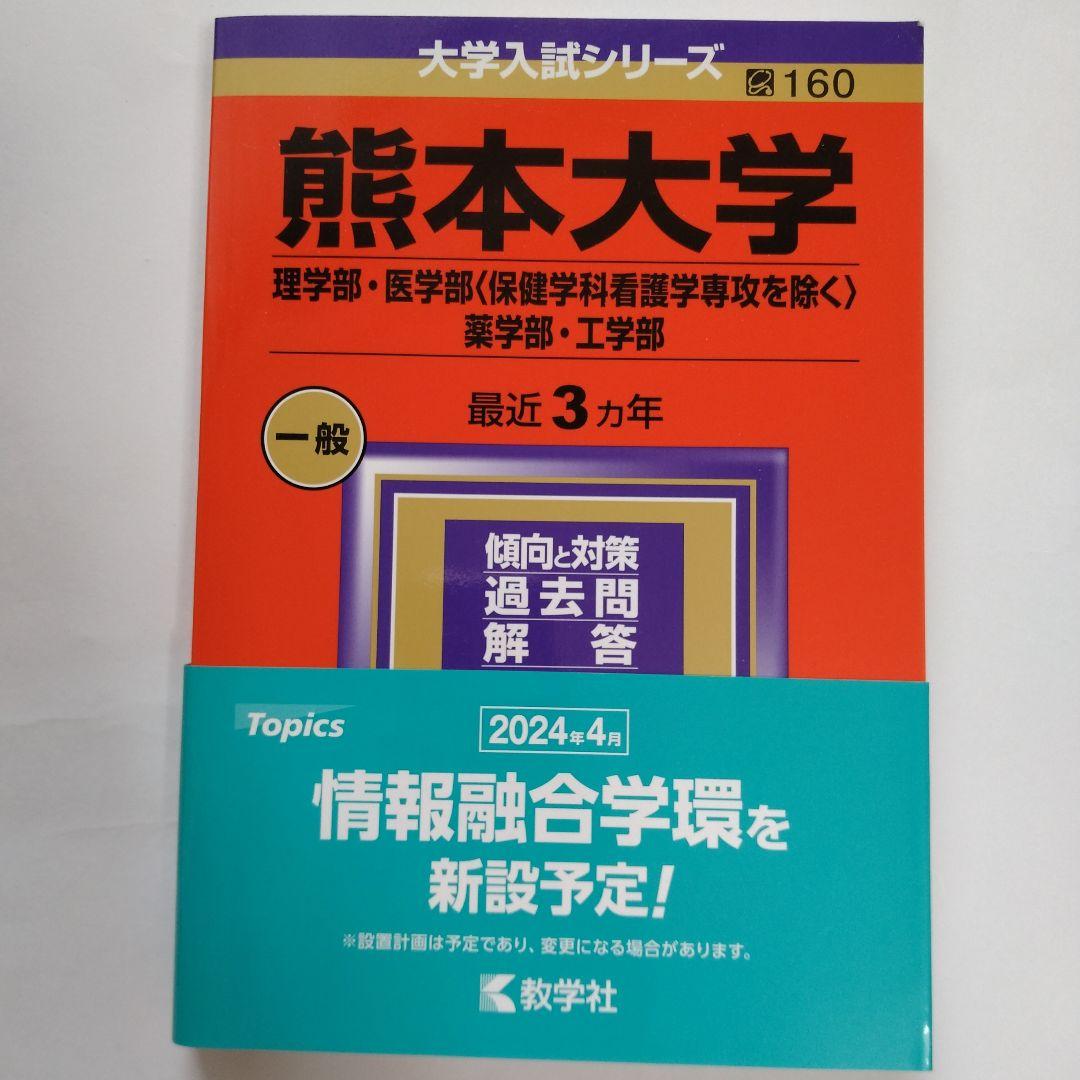 大学入試シリーズ
160
熊本大学
理学部・医学部〈保健学科看護学専攻を除く〉
薬学部・工学部
最近3ヵ年
一般
傾向と対策
過去問
解答
Topics
2024年4月
情報融合学環を
新設予定!
※設置計画は予定であり、変更になる場合があります。
教学社